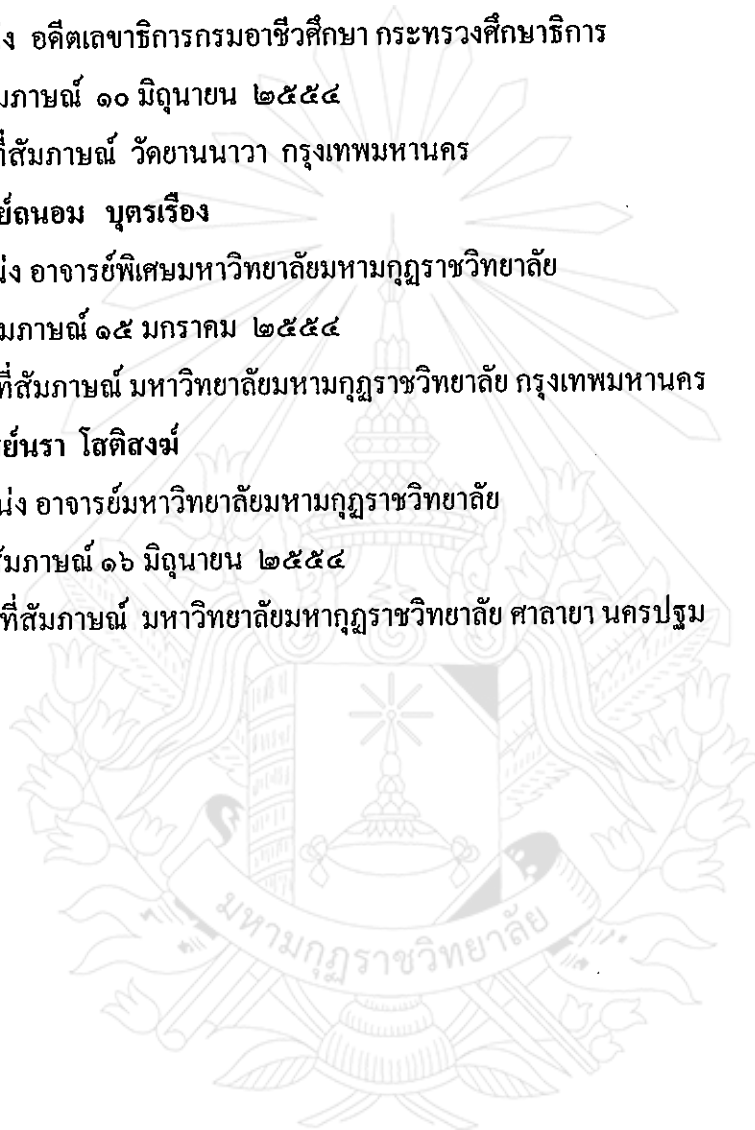 ง อดีตเลขาธิการกรมอาชีวศึกษา กระทรวงศึกษาธิการ
มภาษณ์ ๑๐ มิถุนายน ๒๕๕๔
ที่สัมภาษณ์ วัดยานนาวา กรุงเทพมหานคร
ย์ถนอม บุตรเรือง
น่ง อาจารย์พิเศษมหาวิทยาลัยมหามกุฏราชวิทยาลัย
มภาษณ์ ๑๕ มกราคม ๒๕๕๔
ที่สัมภาษณ์ มหาวิทยาลัยมหามกุฏราชวิทยาลัย กรุงเทพมหานคร
รย์นรา โสติสงฆ์
น่ง อาจารย์มหาวิทยาลัยมหามกุฏราชวิทยาลัย
สัมภาษณ์ ๑๖ มิถุนายน ๒๕๕๔
ที่สัมภาษณ์ มหาวิทยาลัยมหากุฏราชวิทยาลัย ศาลายา นครปฐม
มหามกุฏราชวิทยาลัย